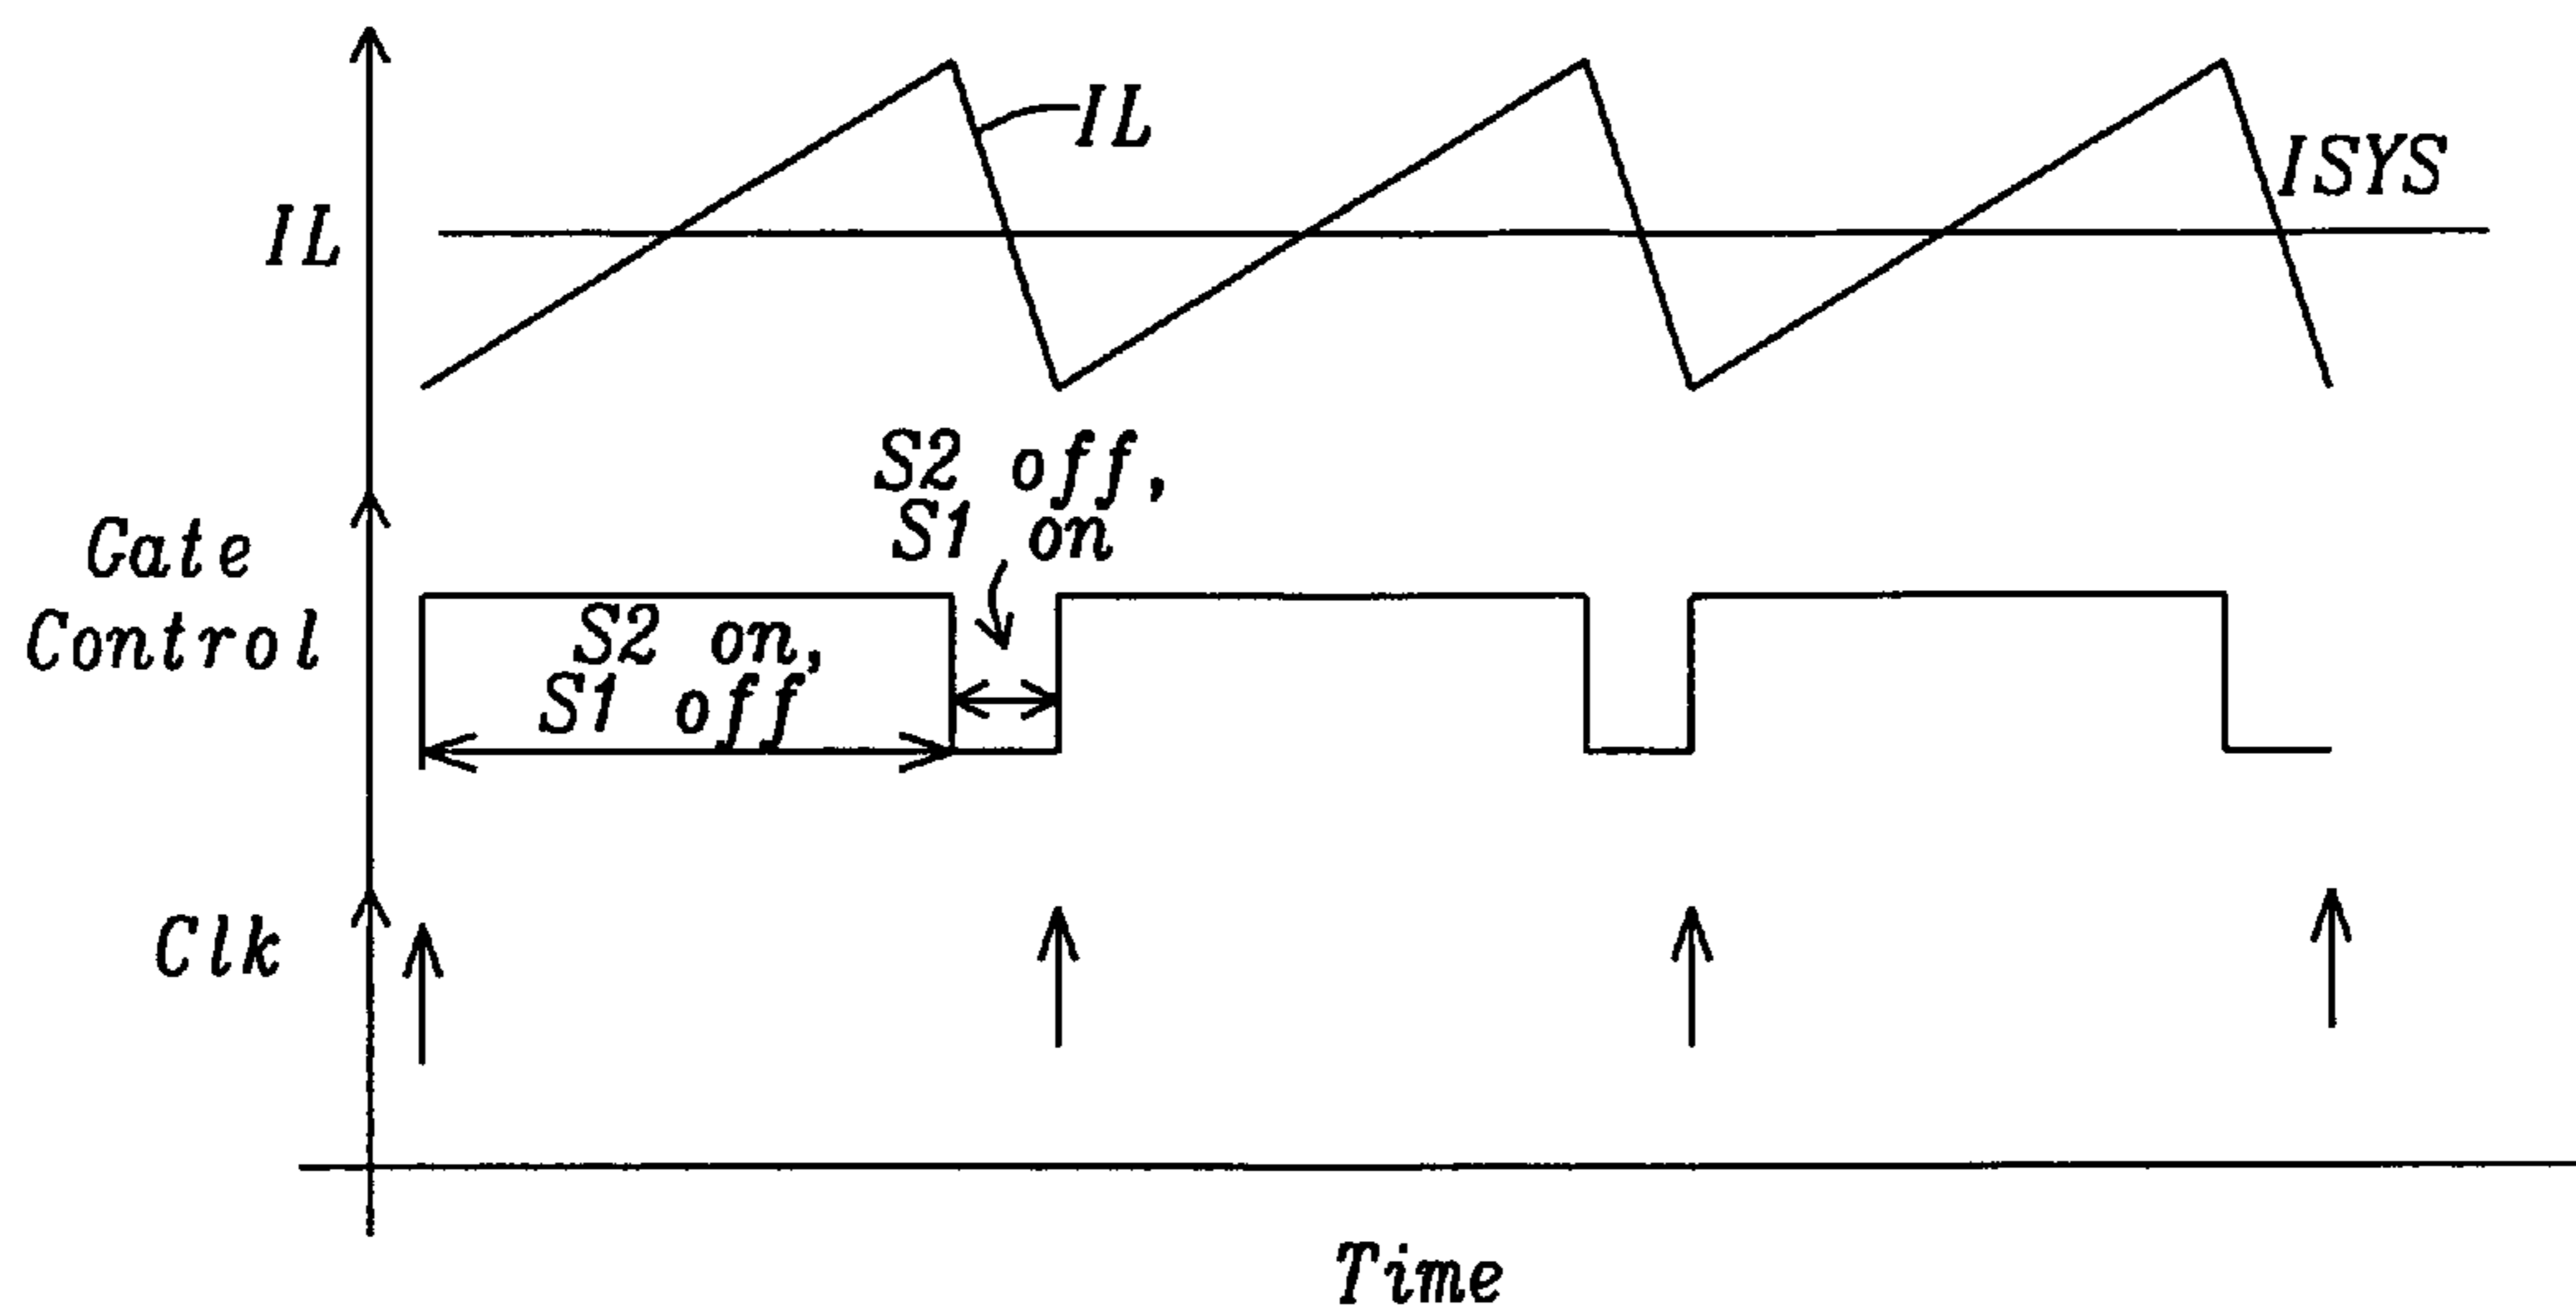 IL
ISYS
IL
S2 off,
S1 on
Gate
Control
S2 on,
S1 off
Clk
Time